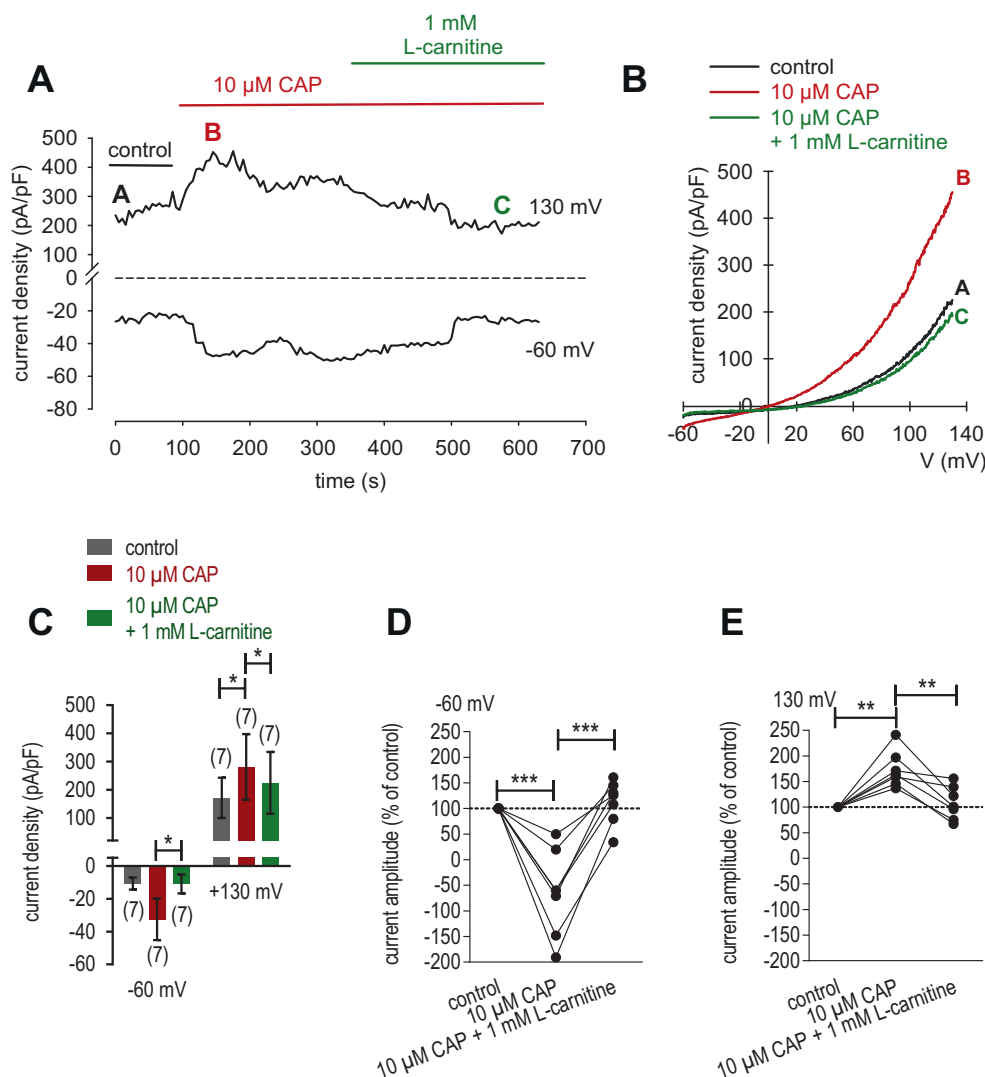 A
1 mM
L-carnitine
10 µM CAP
control
B
A
C
130 mV
-60 mV
500
400
300
200
0
-20
-40
-60
-80
current density (pA/pF)
0 100 200 300 400 500 600 700
time (s)
B
control
10 µM CAP
10 µM CAP
+ 1 mM L-carnitine
B
A
C
500
400
300
200
100
0
current density (pA/pF)
-60 -20 20 60 100 140
V (mV)
control
10 µM CAP
10 µM CAP
+ 1 mM L-carnitine
C
500
400
300
200
100
0
-20
-40
-60
current density (pA/pF)
* *
(7) (7) (7)
*
(7) (7) (7)
+130 mV
-60 mV
D
-60 mV
***
***
250
200
150
100
50
0
-50
-100
-150
-200
current amplitude (% of control)
control
10 µM CAP
10 µM CAP + 1 mM L-carnitine
E
130 mV
**
**
250
200
150
100
50
0
-50
-100
-150
-200
current amplitude (% of control)
control
10 µM CAP
10 µM CAP + 1 mM L-carnitine